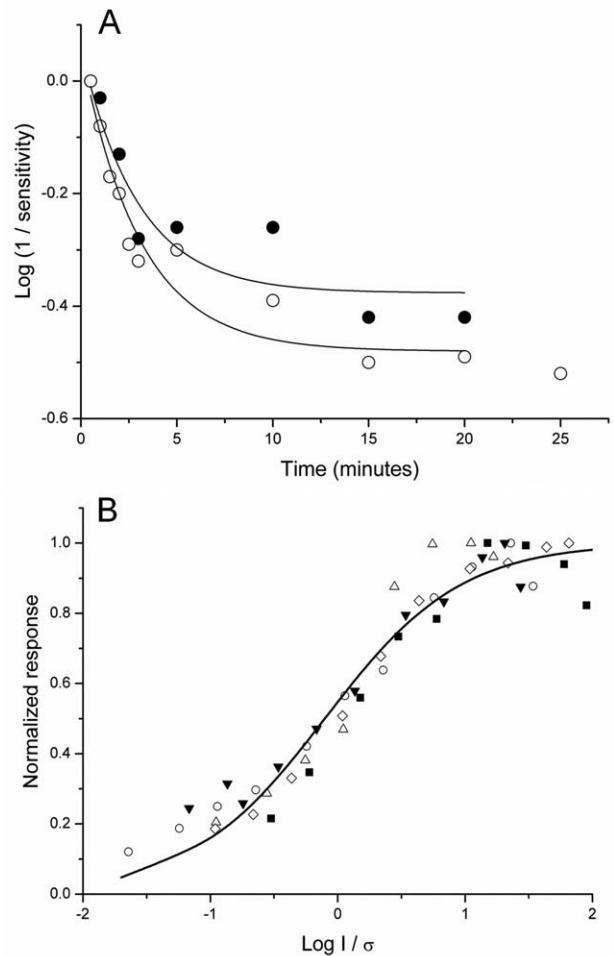 A
0.0
-0.2
-0.4
-0.6
Log (1 / sensitivity)
0 5 10 15 20 25
Time (minutes)
B
1.0
0.8
0.6
0.4
0.2
0.0
Normalized response
-2 -1 0 1 2
Log I / σ